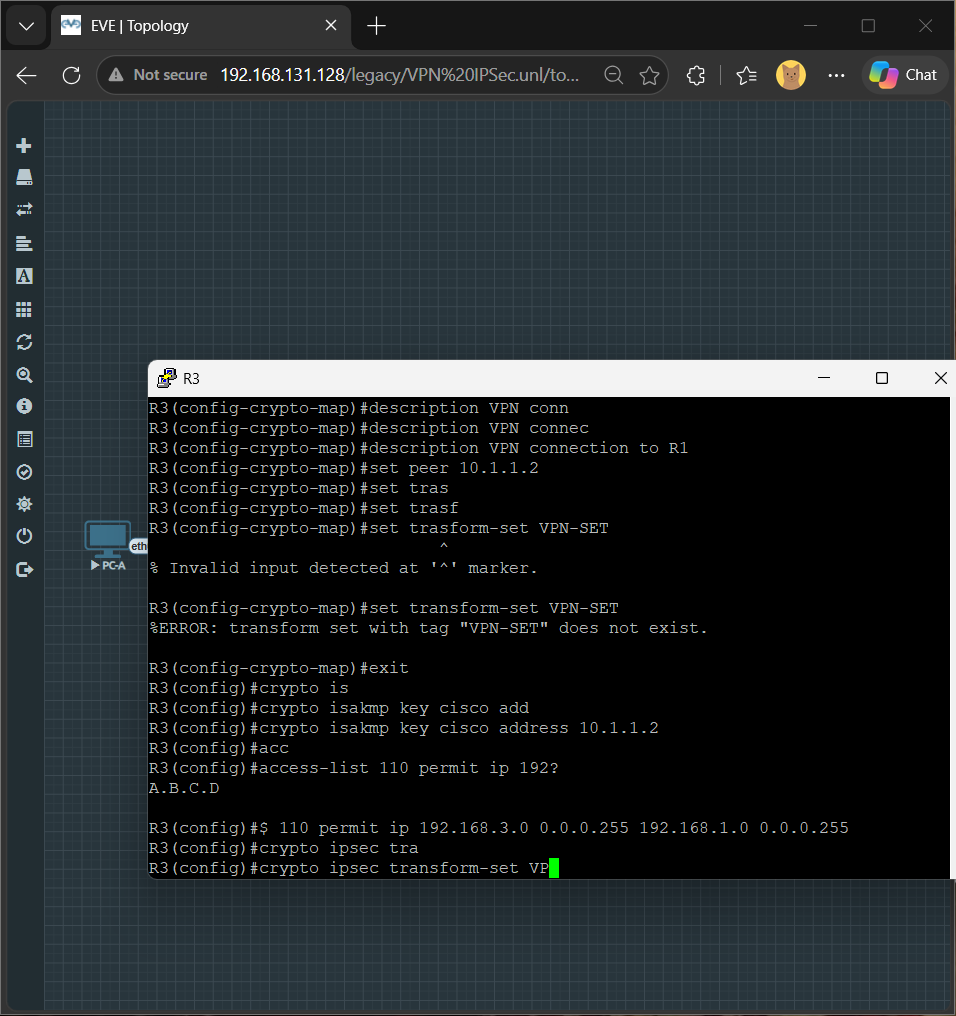 EVE | Topology
Not secure 192.168.131.128/legacy/VPN%20IPSec.unl/to...
Chat
A
eth
PC-A
R3
R3(config-crypto-map)#description VPN conn
R3(config-crypto-map)#description VPN connec
R3(config-crypto-map)#description VPN connection to R1
R3(config-crypto-map)#set peer 10.1.1.2
R3(config-crypto-map)#set tras
R3(config-crypto-map)#set trasf
R3(config-crypto-map)#set trasform-set VPN-SET
^
% Invalid input detected at '^' marker.
R3(config-crypto-map)#set transform-set VPN-SET
%ERROR: transform set with tag "VPN-SET" does not exist.
R3(config-crypto-map)#exit
R3(config)#crypto is
R3(config)#crypto isakmp key cisco add
R3(config)#crypto isakmp key cisco address 10.1.1.2
R3(config)#acc
R3(config)#access-list 110 permit ip 192?
A.B.C.D
R3(config)#$ 110 permit ip 192.168.3.0 0.0.0.255 192.168.1.0 0.0.0.255
R3(config)#crypto ipsec tra
R3(config)#crypto ipsec transform-set VP